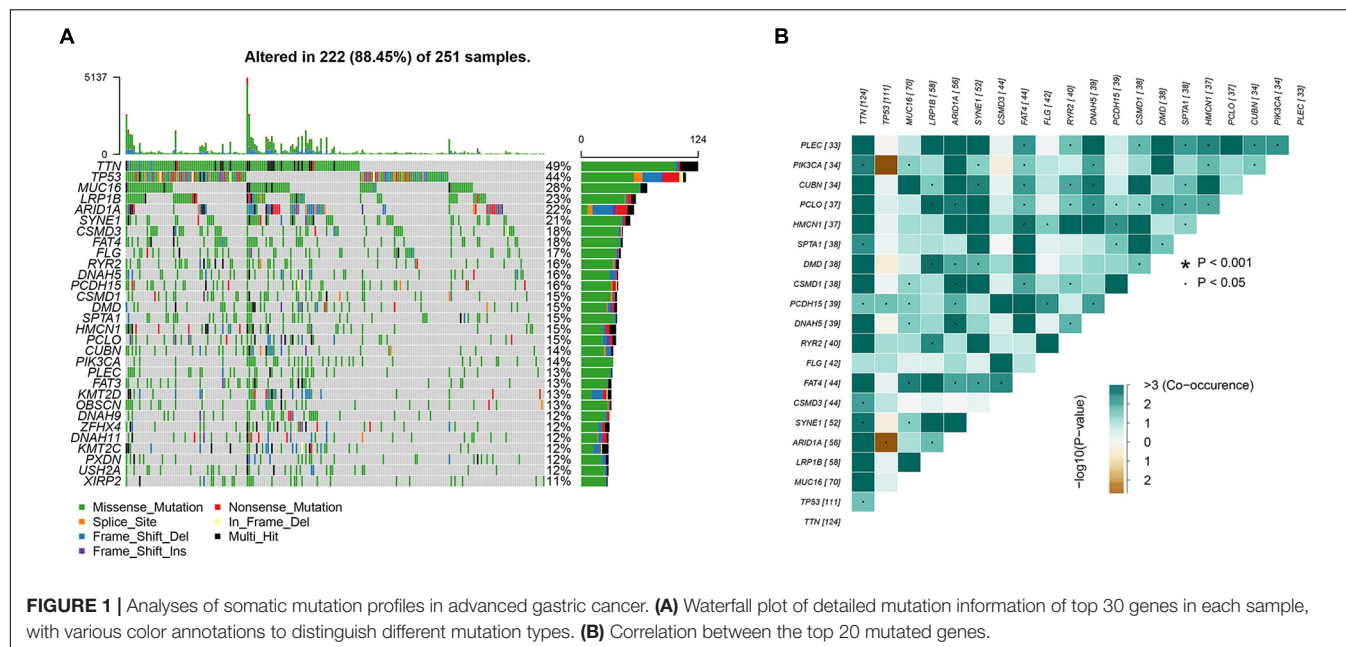 A
Altered in 222 (88.45%) of 251 samples.
5137
0
0
124
TTN 49%
TP53 44%
MUC16 28%
LRP1B 23%
ARID1A 22%
SYNE1 21%
CSMD3 18%
FAT4 18%
FLG 17%
RYR2 16%
DNAH5 16%
PCDH15 16%
CSMD1 15%
DMD 15%
SPTA1 15%
HMCN1 15%
PCLO 15%
CUBN 14%
PIK3CA 14%
PLEC 13%
FAT3 13%
KMT2D 13%
OBSCN 13%
DNAH9 12%
ZFHX4 12%
DNAH11 12%
KMT2C 12%
PXDN 12%
USH2A 12%
XIRP2 11%
Missense_Mutation
Splice_Site
Frame_Shift_Del
Frame_Shift_Ins
Nonsense_Mutation
In_Frame_Del
Multi_Hit
B
TTN [124]
TP53 [111]
MUC16 [ 70]
LRP1B [ 58]
ARID1A [ 56]
SYNE1 [ 52]
CSMD3 [ 44]
FAT4 [ 44]
FLG [ 42]
RYR2 [ 40]
DNAH5 [ 39]
PCDH15 [ 39]
CSMD1 [ 38]
DMD [ 38]
SPTA1 [ 38]
HMCN1 [ 37]
PCLO [ 37]
CUBN [ 34]
PIK3CA [ 34]
PLEC [ 33]
PLEC [ 33]
PIK3CA [ 34]
CUBN [ 34]
PCLO [ 37]
HMCN1 [ 37]
SPTA1 [ 38]
DMD [ 38]
CSMD1 [ 38]
PCDH15 [ 39]
DNAH5 [ 39]
RYR2 [ 40]
FLG [ 42]
FAT4 [ 44]
CSMD3 [ 44]
SYNE1 [ 52]
ARID1A [ 56]
LRP1B [ 58]
MUC16 [ 70]
TP53 [111]
TTN [124]
* P < 0.001
· P < 0.05
−log10(P−value)
>3 (Co−occurence)
2
1
0
1
2
FIGURE 1 | Analyses of somatic mutation profiles in advanced gastric cancer. (A) Waterfall plot of detailed mutation information of top 30 genes in each sample,
with various color annotations to distinguish different mutation types. (B) Correlation between the top 20 mutated genes.